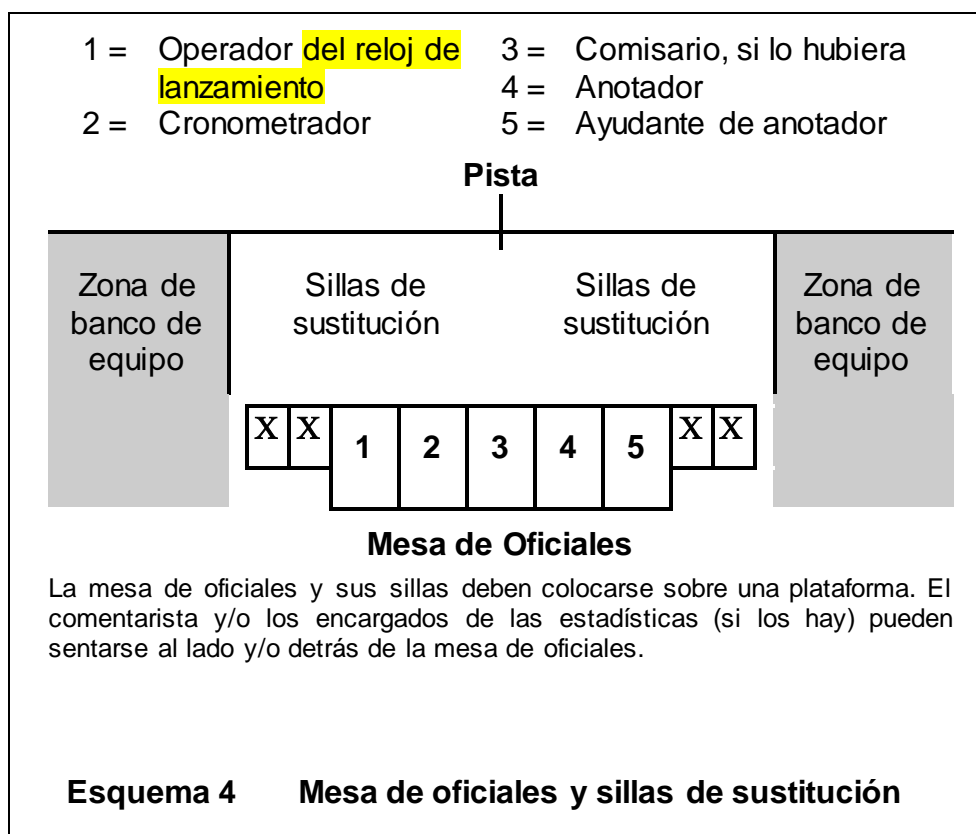 1 = Operador del reloj de lanzamiento
2 = Cronometrador
3 = Comisario, si lo hubiera
4 = Anotador
5 = Ayudante de anotador
Pista
Zona de
banco de
equipo
Sillas de
sustitución
Sillas de
sustitución
Zona de
banco de
equipo
X X 1 2 3 4 5 X X
Mesa de Oficiales
La mesa de oficiales y sus sillas deben colocarse sobre una plataforma. El
comentarista y/o los encargados de las estadísticas (si los hay) pueden
sentarse al lado y/o detrás de la mesa de oficiales.
Esquema 4 Mesa de oficiales y sillas de sustitución